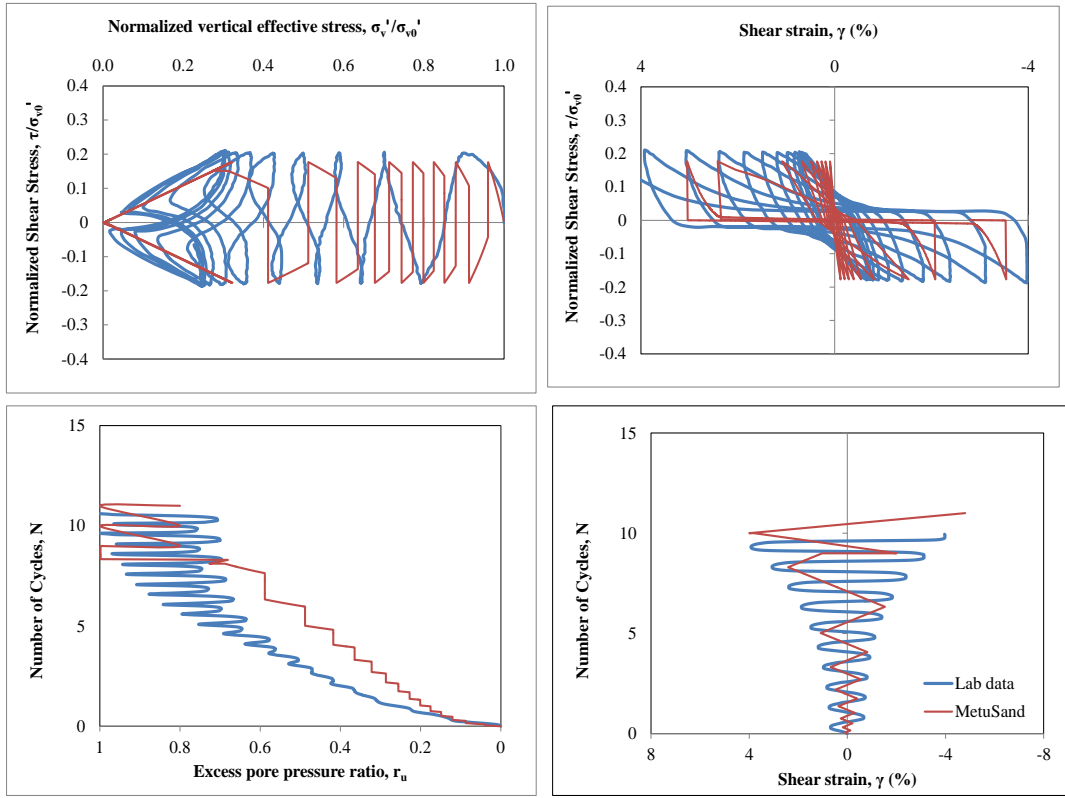 Normalized vertical effective stress, σv'/σv0'
0.0 0.2 0.4 0.6 0.8 1.0
0.4
0.3
0.2
0.1
0
-0.1
-0.2
-0.3
-0.4
Normalized Shear Stress, τ/σv0'
Shear strain, γ (%)
4 0 -4
0.4
0.3
0.2
0.1
0
-0.1
-0.2
-0.3
-0.4
Normalized Shear Stress, τ/σv0'
15
10
5
0
Number of Cycles, N
1 0.8 0.6 0.4 0.2 0
Excess pore pressure ratio, ru
15
10
5
0
Number of Cycles, N
Lab data
MetuSand
8 4 0 -4 -8
Shear strain, γ (%)